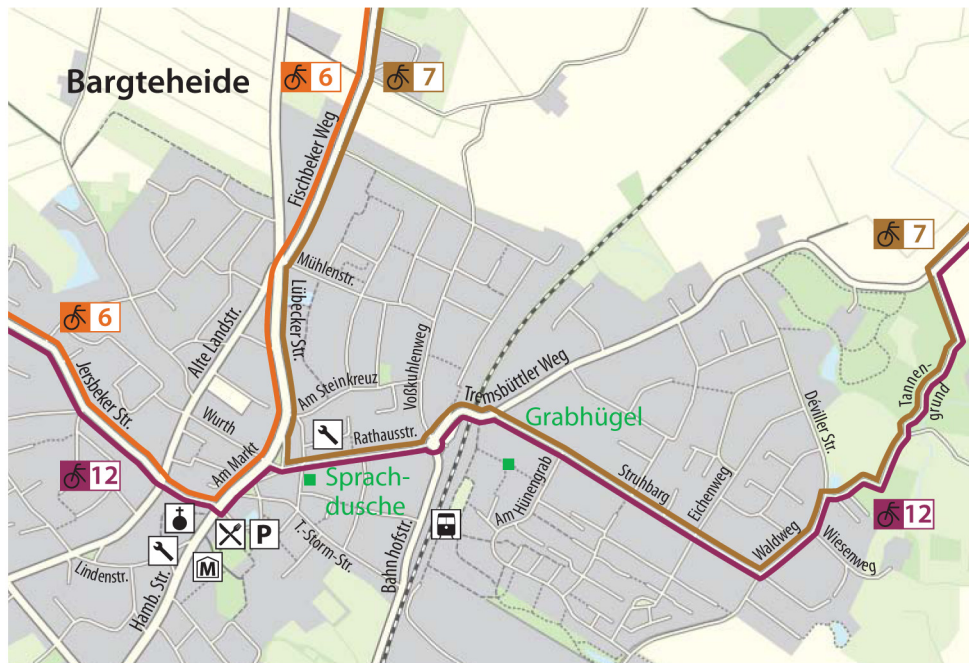 Bargteheide
6
7
Fischbeker Weg
7
Mühlenstr.
6
Lübecker Str.
Alte Landstr.
Jersbeker Str.
Am Steinkreuz
Voßkuhlenweg
Tremsbüttler Weg
Grabhügel
Déviller Str.
Tannen-
grund
Wurth
Am Markt
Rathausstr.
12
Sprach-
dusche
Struhbarg
Eichenweg
Am Hünengrab
12
P
T.-Storm-Str.
Bahnhofstr.
Waldweg
Wiesenweg
Lindenstr.
M
Hamb. Str.